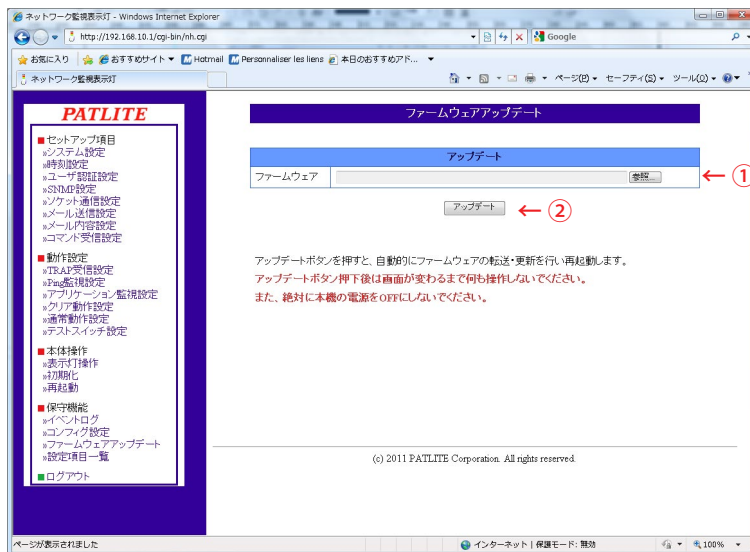 ネットワーク監視表示灯 - Windows Internet Explorer
http://192.168.10.1/cgi-bin/nh.cgi
Google
お気に入り
おすすめサイト ▼
Hotmail
Personnaliser les liens
本日のおすすめアド... ▼
ネットワーク監視表示灯
ページ(P) ▼ セーフティ(S) ▼ ツール(O) ▼
PATLITE
■セットアップ項目
»システム設定
»時刻設定
»ユーザ認証設定
»SNMP設定
»ソケット通信設定
»メール送信設定
»メール内容設定
»コマンド受信設定
■動作設定
»TRAP受信設定
»Ping監視設定
»アプリケーション監視設定
»クリア動作設定
»通常動作設定
»テストスイッチ設定
■本体操作
»表示灯操作
»初期化
»再起動
■保守機能
»イベントログ
»コンフィグ設定
»ファームウェアアップデート
»設定項目一覧
■ログアウト
ファームウェアアップデート
アップデート
ファームウェア
参照...
← ①
アップデート
← ②
アップデートボタンを押すと、自動的にファームウェアの転送・更新を行い再起動します。
アップデートボタン押下後は画面が変わるまで何も操作しないでください。
また、絶対に本機の電源をOFFにしないでください。
(c) 2011 PATLITE Corporation. All rights reserved.
ページが表示されました
インターネット | 保護モード: 無効
100%